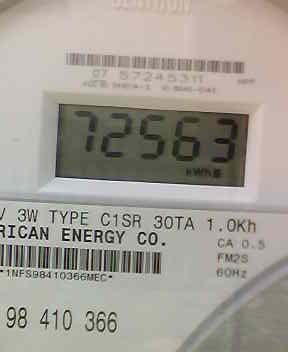 07 57245311
72563
kWh
V 3W TYPE C1SR 30TA 1.0Kh
RICAN ENERGY CO.
CA 0.5
FM2S
60Hz
*1NFS98410366MEC*
98 410 366